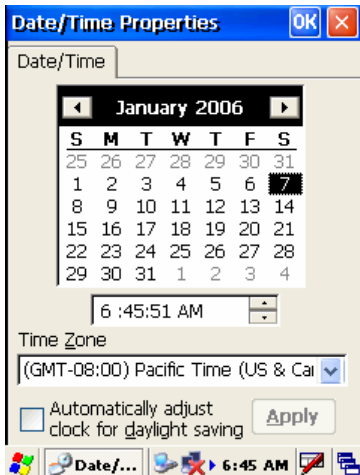 Date/Time Properties OK
Date/Time
January 2006
S M T W T F S
25 26 27 28 29 30 31
1 2 3 4 5 6 7
8 9 10 11 12 13 14
15 16 17 18 19 20 21
22 23 24 25 26 27 28
29 30 31 1 2 3 4
6 :45:51 AM
Time Zone
(GMT-08:00) Pacific Time (US & Ca
Automatically adjust
clock for daylight saving
Apply
Date/... 6:45 AM